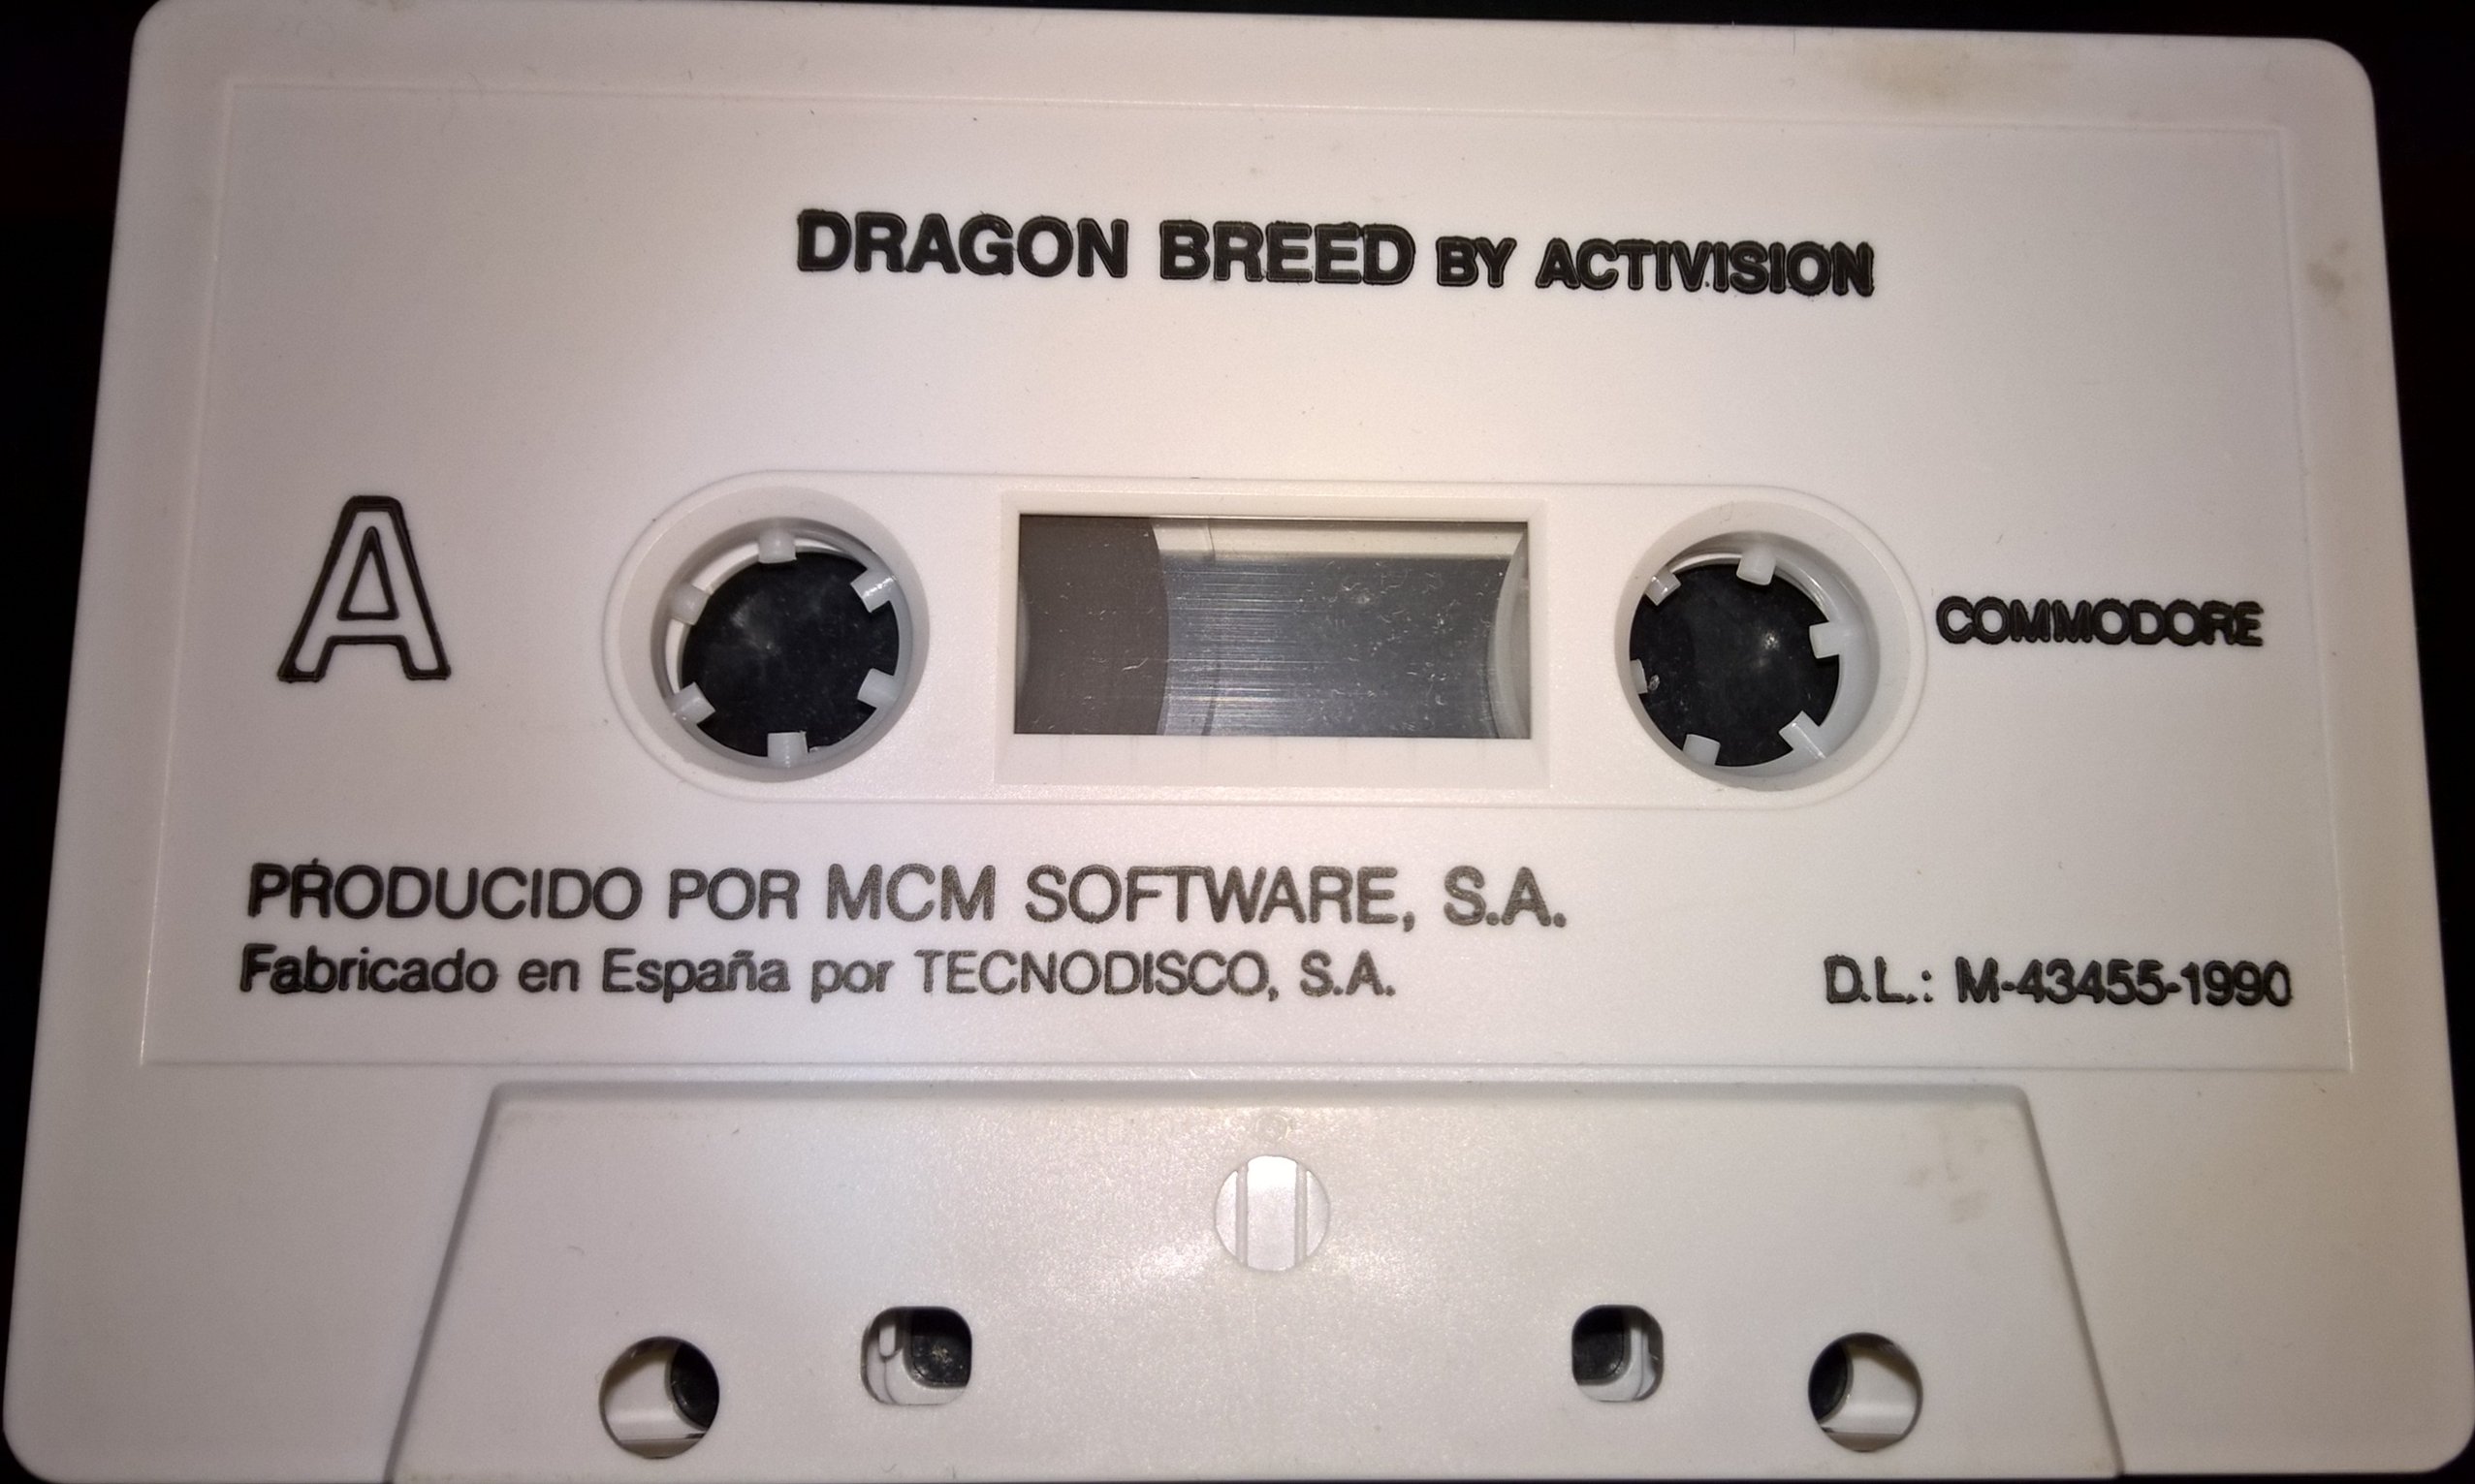 DRAGON BREED BY ACTIVISION
A
COMMODORE
PRODUCIDO POR MCM SOFTWARE, S.A.
Fabricado en España por TECNODISCO, S.A.
D.L.: M-43455-1990